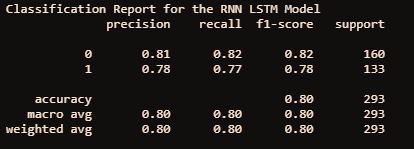 Classification Report for the RNN LSTM Model
precision recall f1-score support
0 0.81 0.82 0.82 160
1 0.78 0.77 0.78 133
accuracy 0.80 293
macro avg 0.80 0.80 0.80 293
weighted avg 0.80 0.80 0.80 293